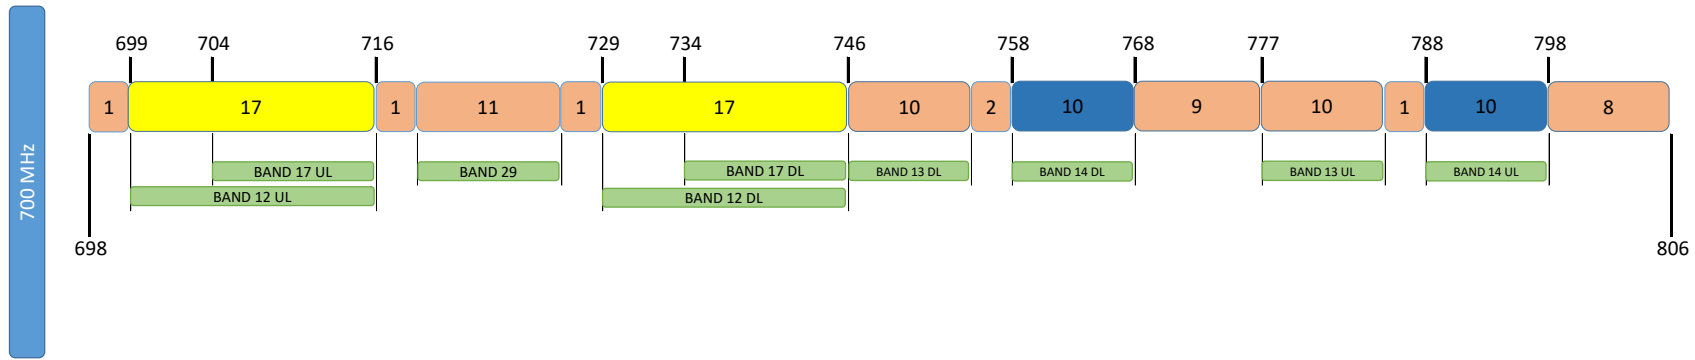 700 MHz
699 704 716 729 734 746 758 768 777 788 798
1 17 1 11 1 17 10 2 10 9 10 1 10 8
BAND 17 UL BAND 29 BAND 17 DL BAND 13 DL BAND 14 DL BAND 13 UL BAND 14 UL
BAND 12 UL BAND 12 DL
698 806